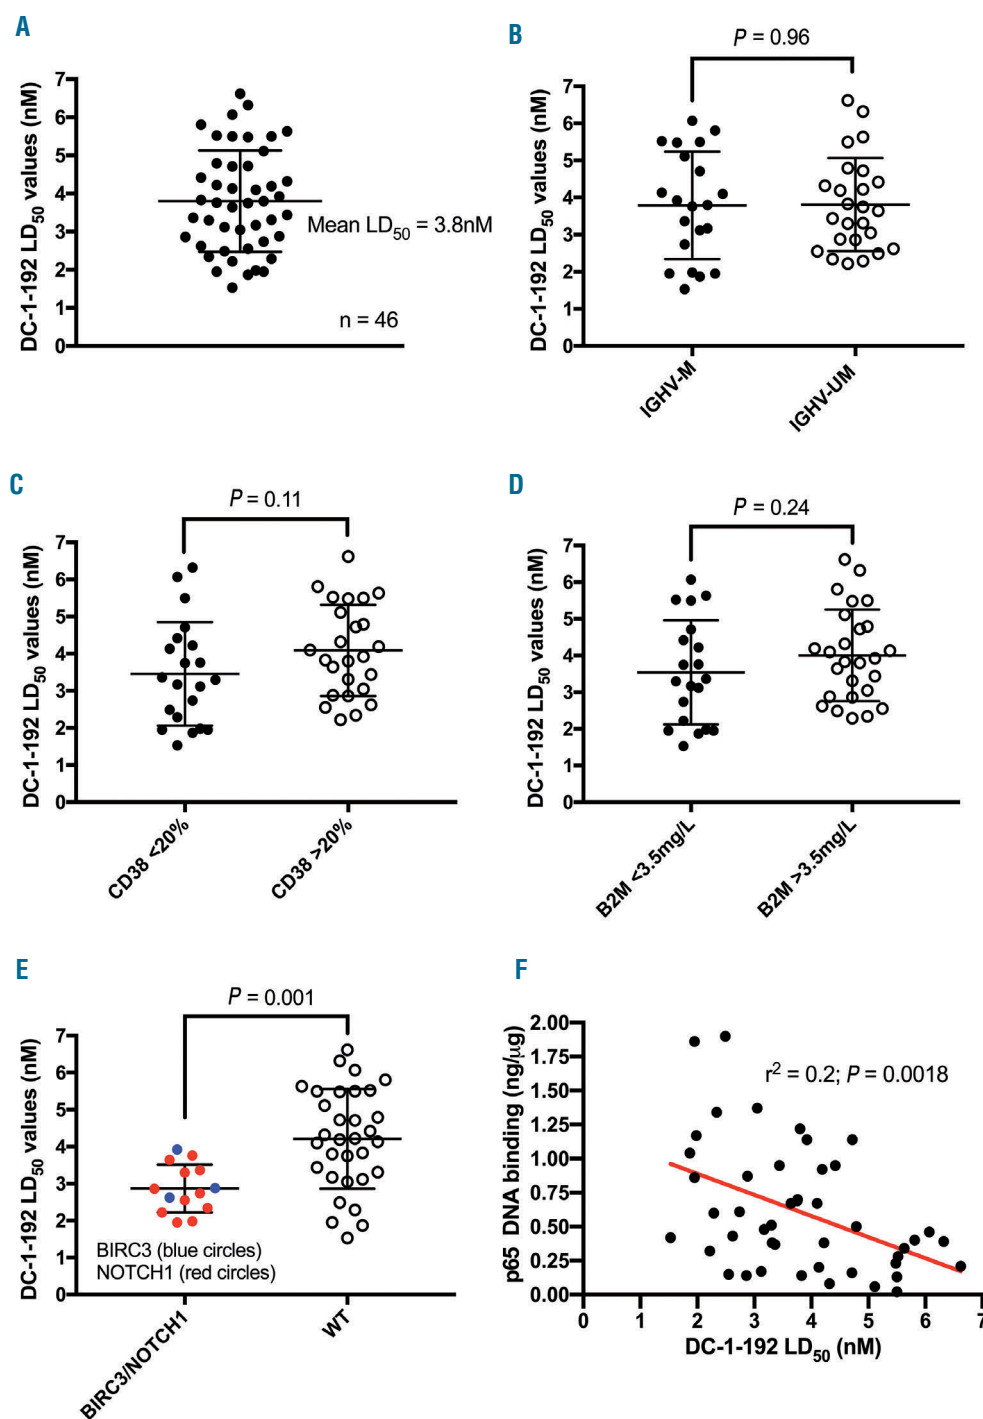 A
DC-1-192 LD50 values (nM)
7
6
5
4
3
2
1
0
Mean LD50 = 3.8nM
n = 46
B
P = 0.96
DC-1-192 LD50 values (nM)
7
6
5
4
3
2
1
0
IGHV-M
IGHV-UM
C
P = 0.11
DC-1-192 LD50 values (nM)
7
6
5
4
3
2
1
0
CD38 <20%
CD38 >20%
D
P = 0.24
DC-1-192 LD50 values (nM)
7
6
5
4
3
2
1
0
B2M <3.5mg/L
B2M >3.5mg/L
E
P = 0.001
DC-1-192 LD50 values (nM)
7
6
5
4
3
2
1
0
BIRC3 (blue circles)
NOTCH1 (red circles)
BIRC3/NOTCH1
WT
F
p65 DNA binding (ng/μg)
2.00
1.75
1.50
1.25
1.00
0.75
0.50
0.25
0.00
r2 = 0.2; P = 0.0018
0 1 2 3 4 5 6 7
DC-1-192 LD50 (nM)